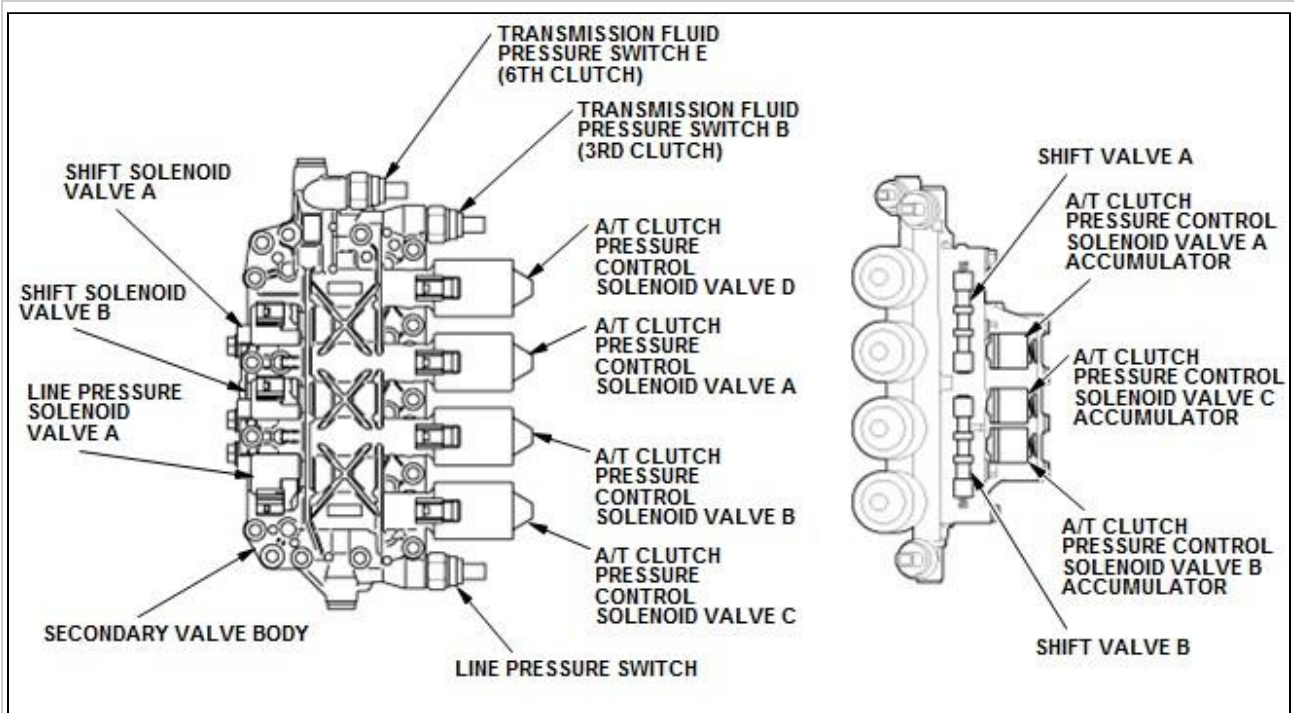 TRANSMISSION FLUID
PRESSURE SWITCH E
(6TH CLUTCH)
TRANSMISSION FLUID
PRESSURE SWITCH B
(3RD CLUTCH)
SHIFT SOLENOID
VALVE A
A/T CLUTCH
PRESSURE
CONTROL
SOLENOID VALVE D
SHIFT SOLENOID
VALVE B
A/T CLUTCH
PRESSURE
CONTROL
SOLENOID VALVE A
LINE PRESSURE
SOLENOID
VALVE A
A/T CLUTCH
PRESSURE
CONTROL
SOLENOID VALVE B
A/T CLUTCH
PRESSURE
CONTROL
SOLENOID VALVE C
SECONDARY VALVE BODY
LINE PRESSURE SWITCH
SHIFT VALVE A
A/T CLUTCH
PRESSURE CONTROL
SOLENOID VALVE A
ACCUMULATOR
A/T CLUTCH
PRESSURE CONTROL
SOLENOID VALVE C
ACCUMULATOR
A/T CLUTCH
PRESSURE CONTROL
SOLENOID VALVE B
ACCUMULATOR
SHIFT VALVE B